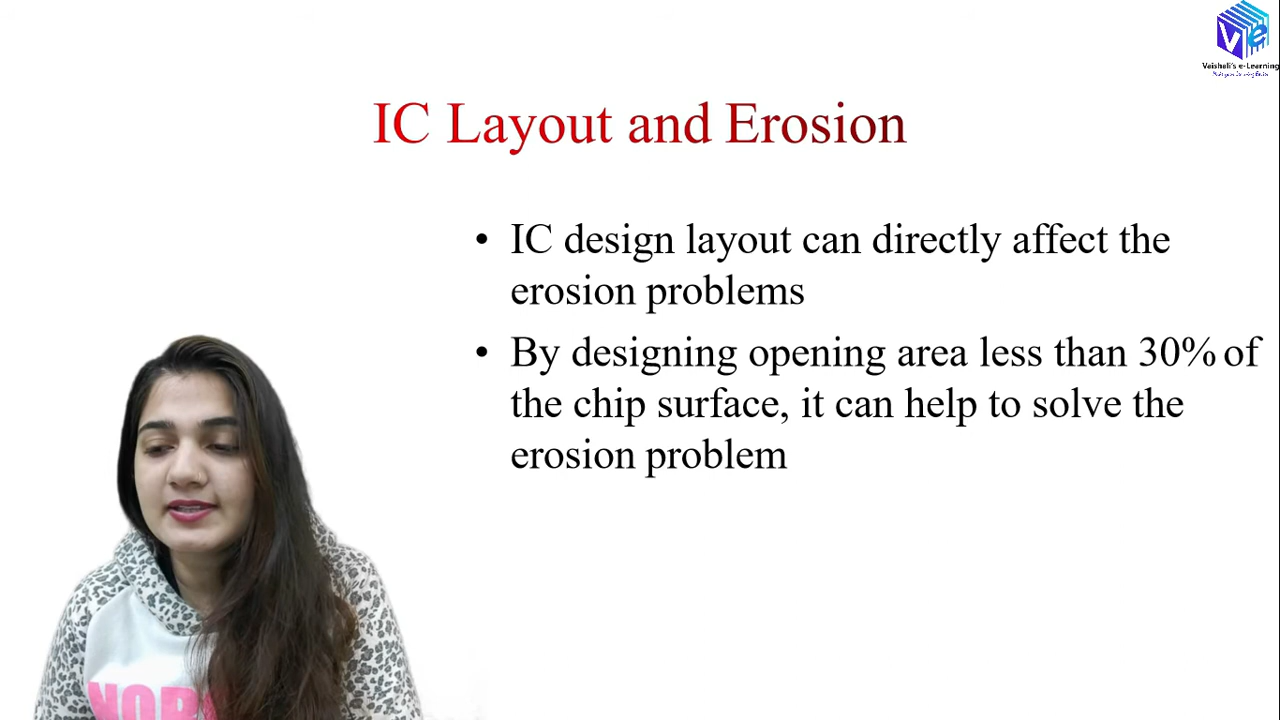 Vaishali's e-Learning
IC Layout and Erosion
• IC design layout can directly affect the
erosion problems
• By designing opening area less than 30% of
the chip surface, it can help to solve the
erosion problem